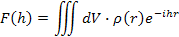 F(h) = ∭ dV · ρ(r)e^{-ihr}